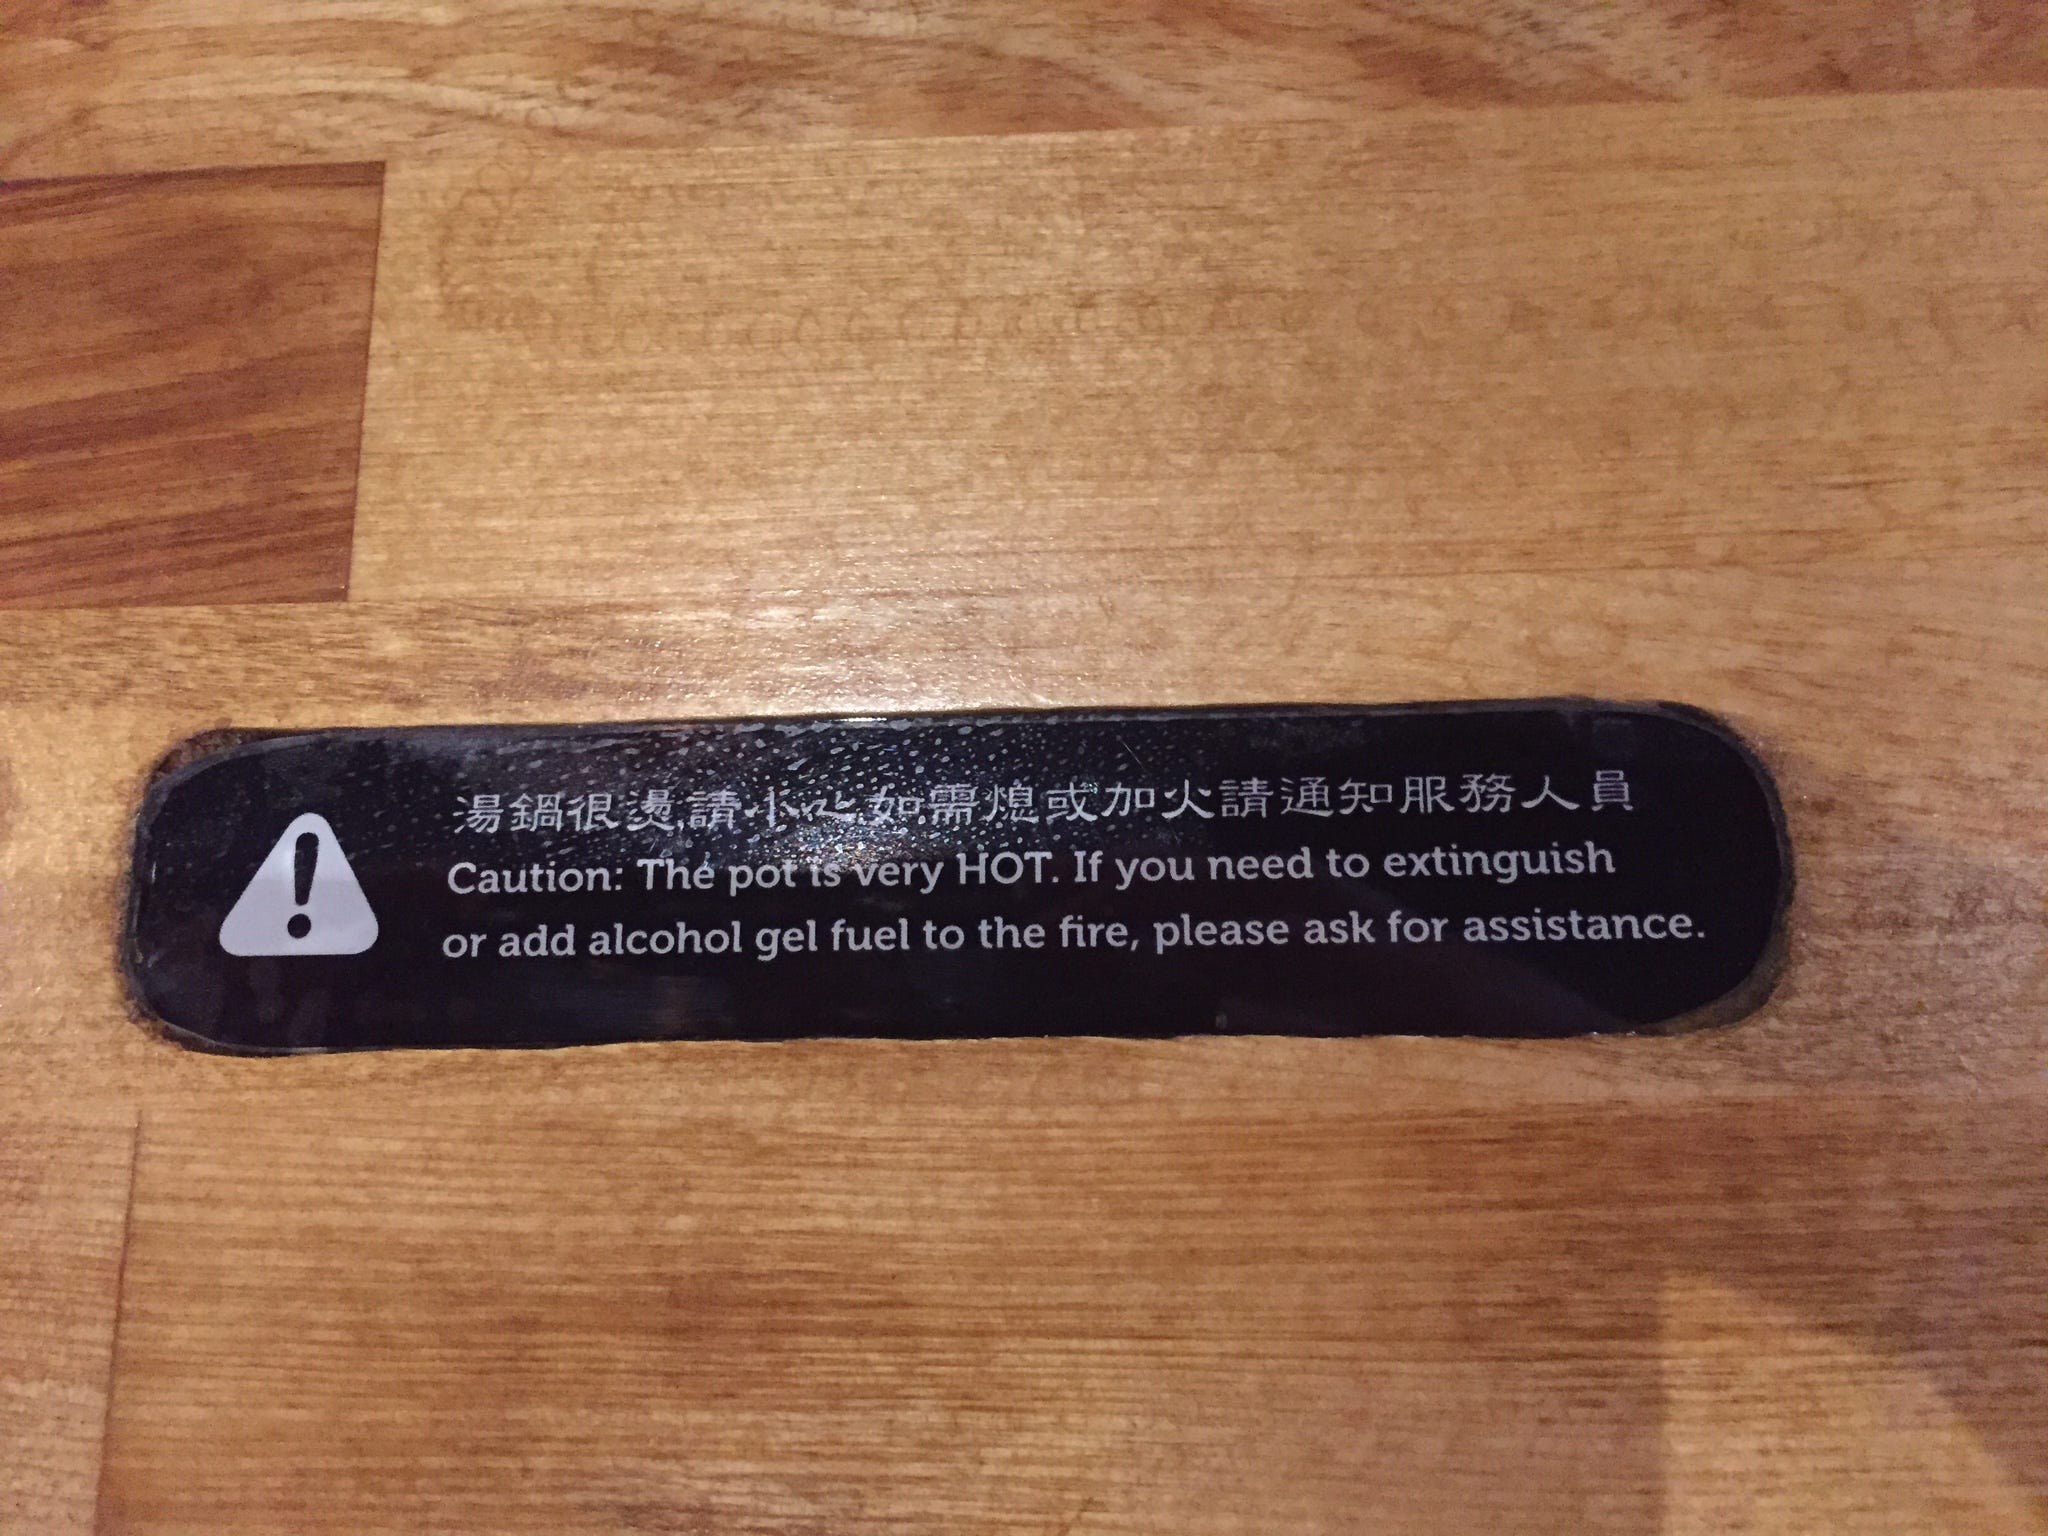 湯鍋很燙,請小心,如需熄或加火請通知服務人員
Caution: The pot is very HOT. If you need to extinguish
or add alcohol gel fuel to the fire, please ask for assistance.